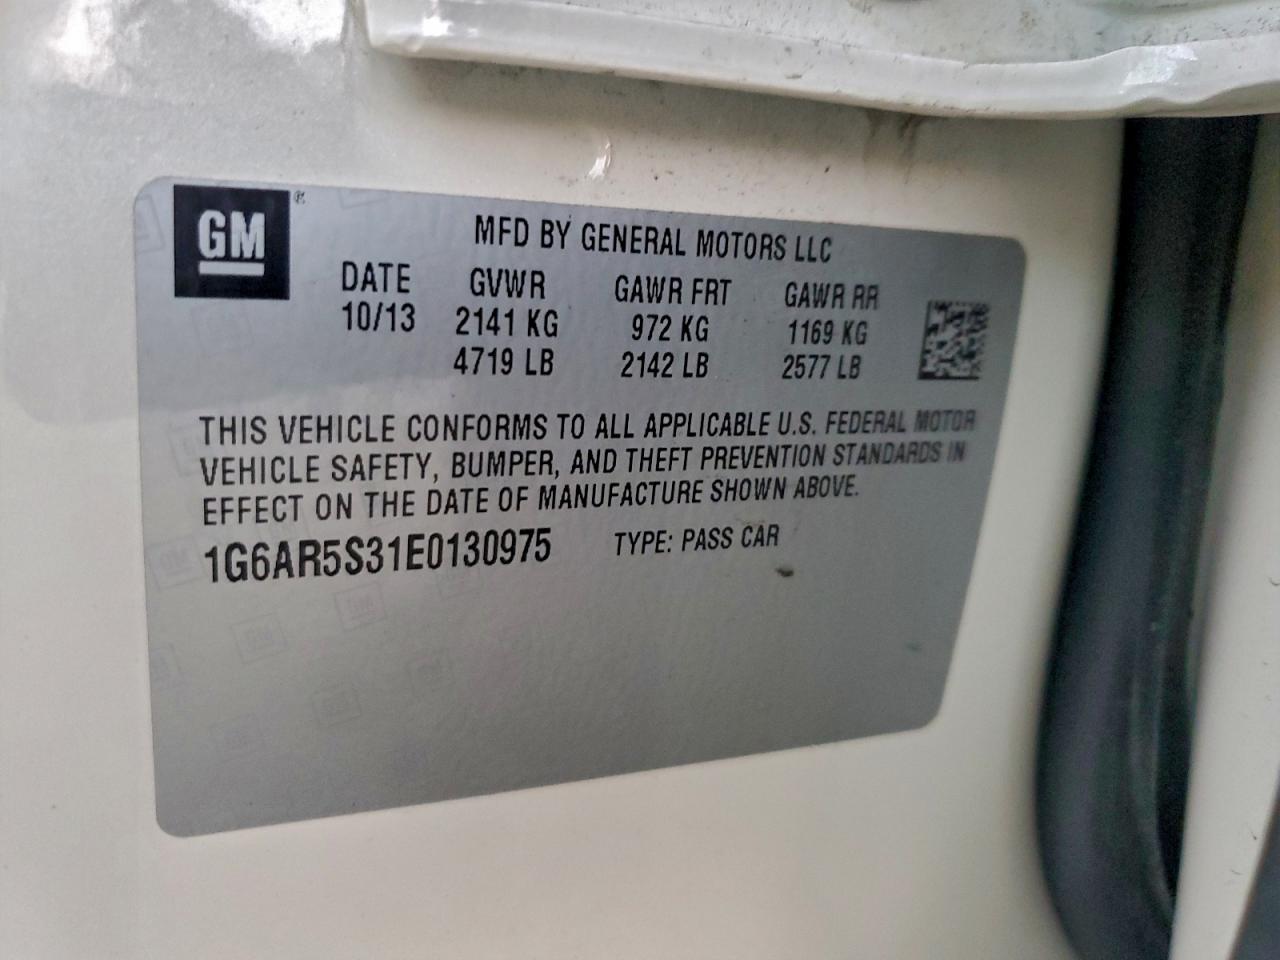 GM
MFD BY GENERAL MOTORS LLC
DATE GVWR GAWR FRT GAWR RR
10/13 2141 KG 972 KG 1169 KG
4719 LB 2142 LB 2577 LB
THIS VEHICLE CONFORMS TO ALL APPLICABLE U.S. FEDERAL MOTOR
VEHICLE SAFETY, BUMPER, AND THEFT PREVENTION STANDARDS IN
EFFECT ON THE DATE OF MANUFACTURE SHOWN ABOVE.
1G6AR5S31E0130975 TYPE: PASS CAR